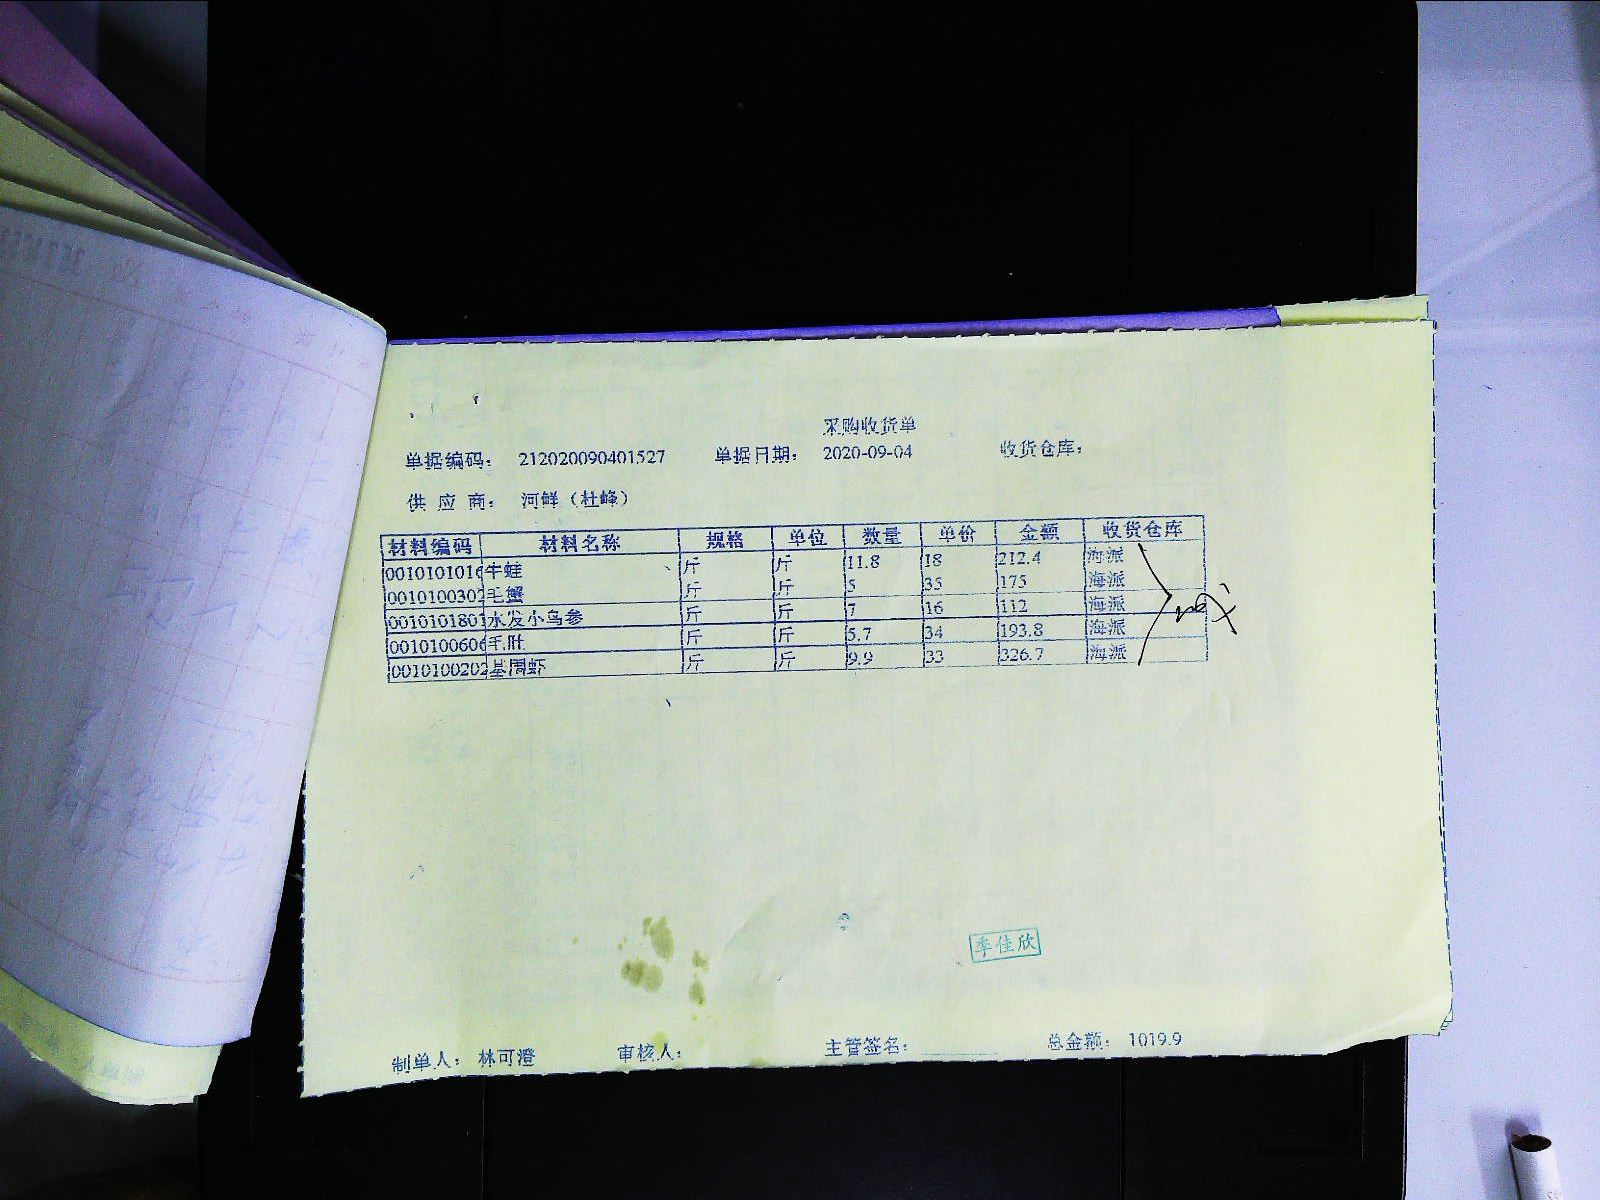 采购收货单
单据编码： 212020090401527 单据日期： 2020-09-04 收货仓库：
供 应 商： 河鲜（杜峰）
材料编码 材料名称 规格 单位 数量 单价 金额 收货仓库
0010101016 牛蛙 斤 斤 11.8 18 212.4 海派
0010100302 毛蟹 斤 斤 5 35 175 海派
0010101801 水发小乌参 斤 斤 7 16 112 海派
0010100606 毛肚 斤 斤 5.7 34 193.8 海派
0010100202 基围虾 斤 斤 9.9 33 326.7 海派
李佳欣
制单人： 林可澄 审核人： 主管签名： 总金额： 1019.9